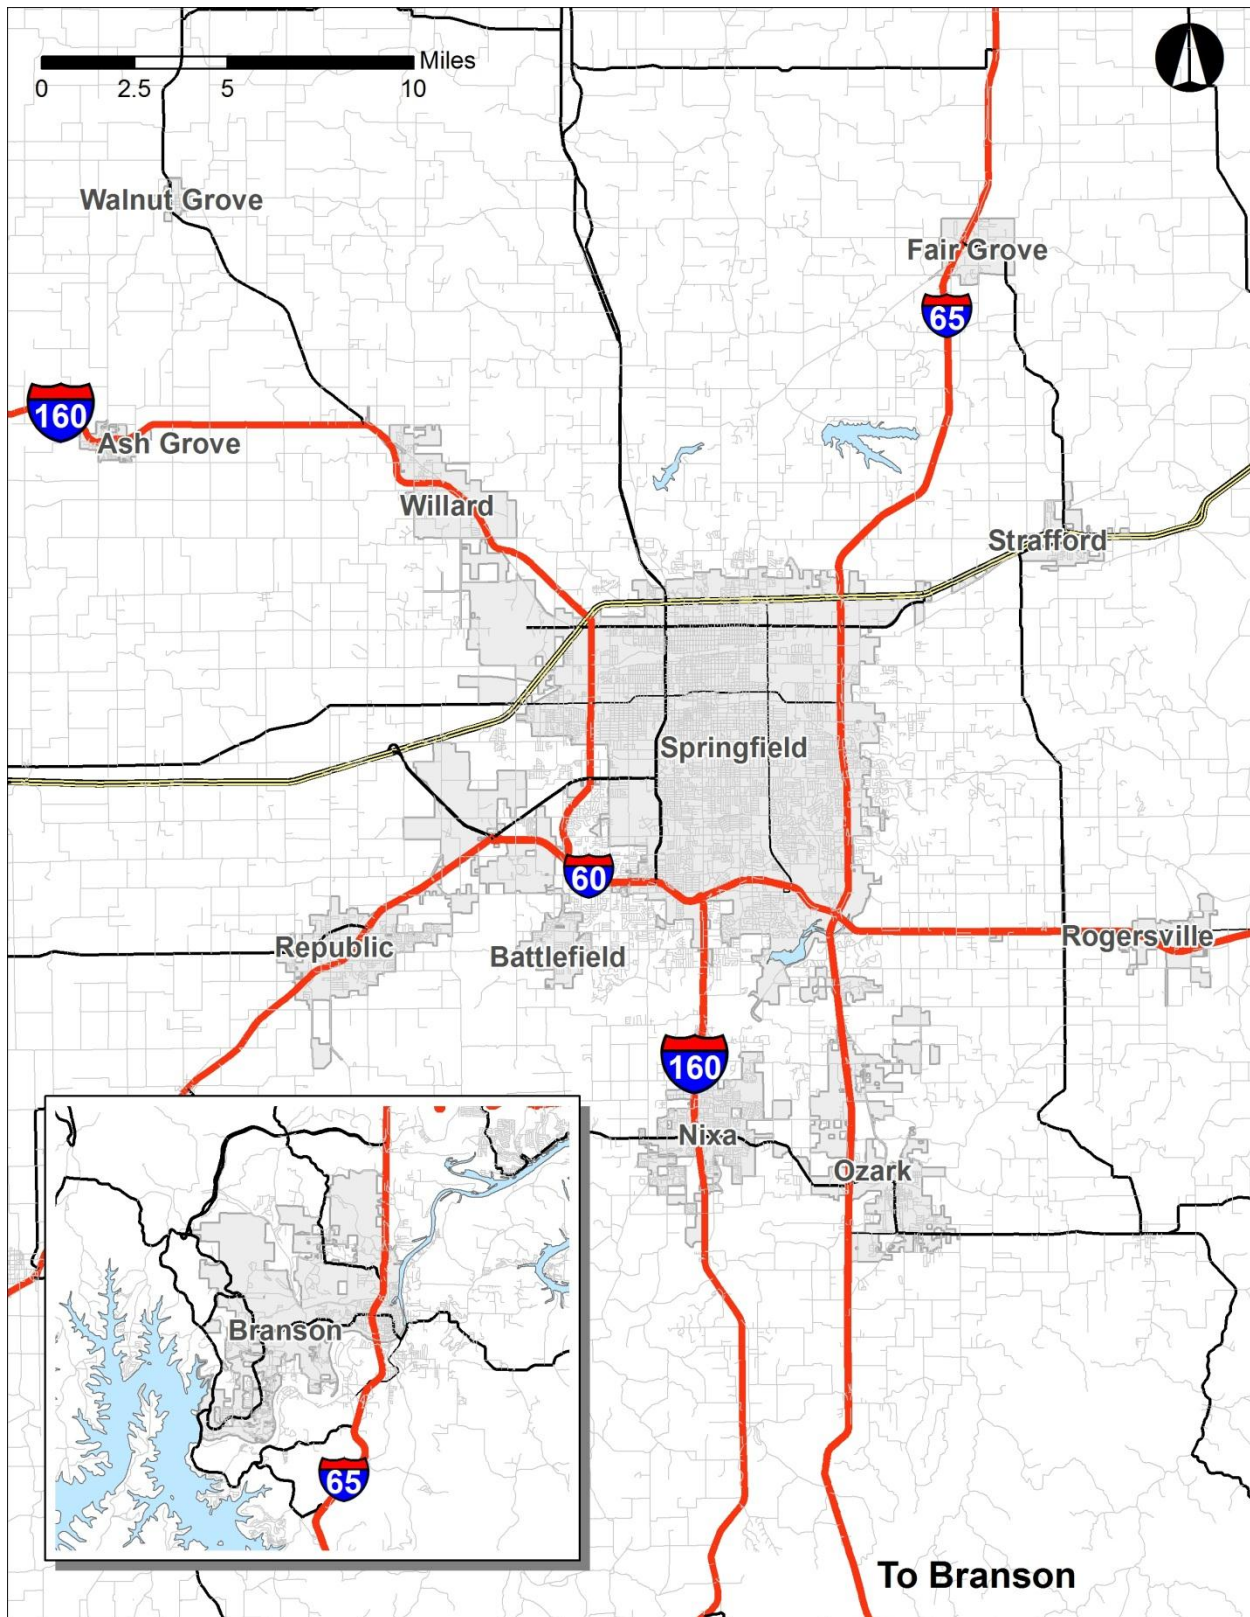 Miles
0 2.5 5 10
Walnut Grove
Fair Grove
65
160
Ash Grove
Willard
Strafford
Springfield
60
Republic
Battlefield
Rogersville
160
Nixa
Ozark
Branson
65
To Branson